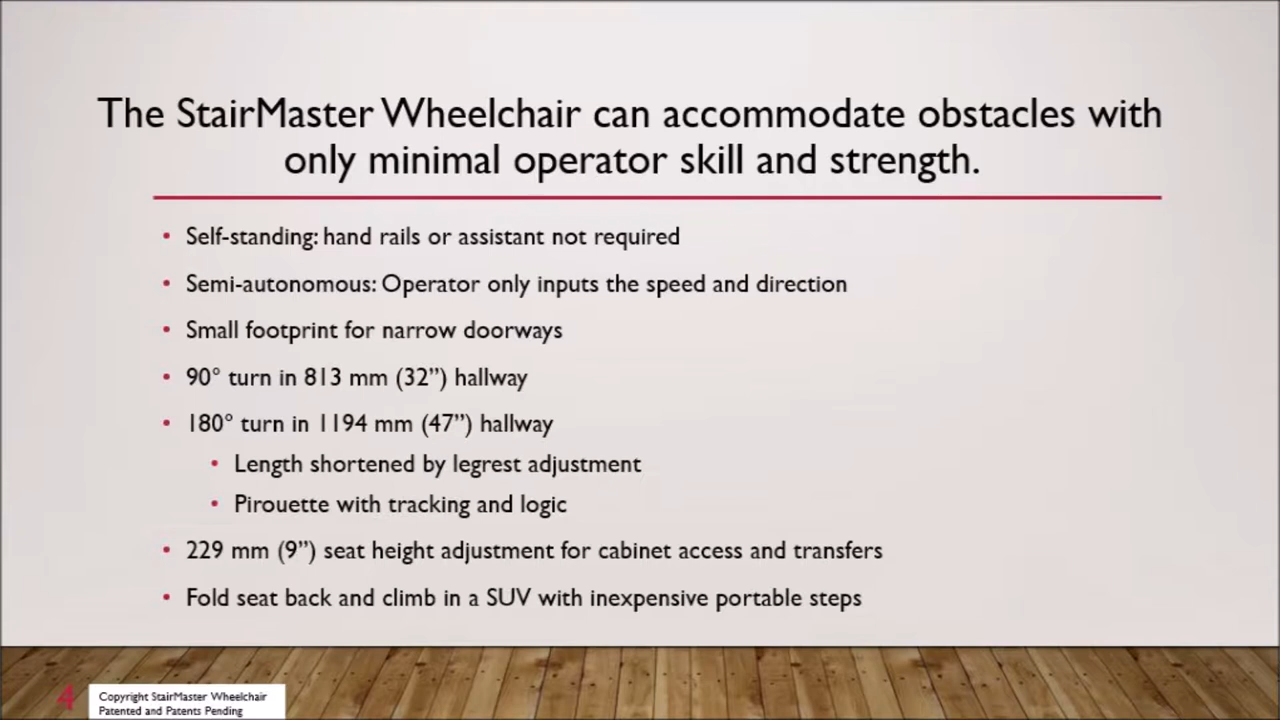 The StairMaster Wheelchair can accommodate obstacles with
only minimal operator skill and strength.
• Self-standing: hand rails or assistant not required
• Semi-autonomous: Operator only inputs the speed and direction
• Small footprint for narrow doorways
• 90° turn in 813 mm (32”) hallway
• 180° turn in 1194 mm (47”) hallway
• Length shortened by legrest adjustment
• Pirouette with tracking and logic
• 229 mm (9”) seat height adjustment for cabinet access and transfers
• Fold seat back and climb in a SUV with inexpensive portable steps
4
Copyright StairMaster Wheelchair
Patented and Patents Pending